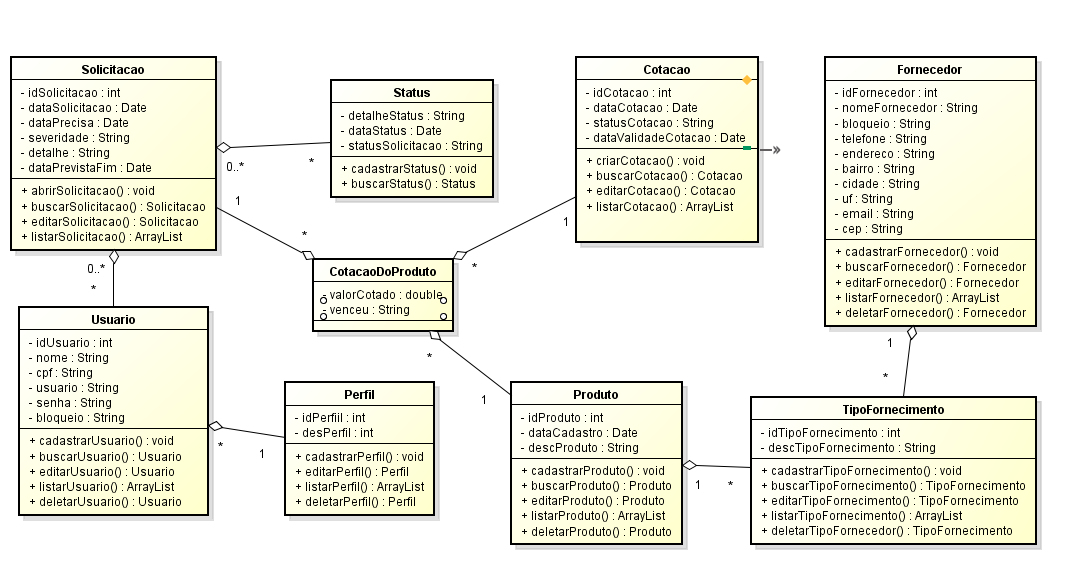 Solicitacao
- idSolicitacao : int
- dataSolicitacao : Date
- dataPrecisa : Date
- severidade : String
- detalhe : String
- dataPrevistaFim : Date
+ abrirSolicitacao() : void
+ buscarSolicitacao() : Solicitacao
+ editarSolicitacao() : Solicitacao
+ listarSolicitacao() : ArrayList
Status
- detalheStatus : String
- dataStatus : Date
- statusSolicitacao : String
+ cadastrarStatus() : void
+ buscarStatus() : Status
Cotacao
- idCotacao : int
- dataCotacao : Date
- statusCotacao : String
- dataValidadeCotacao : Date
+ criarCotacao() : void
+ buscarCotacao() : Cotacao
+ editarCotacao() : Cotacao
+ listarCotacao() : ArrayList
Fornecedor
- idFornecedor : int
- nomeFornecedor : String
- bloqueio : String
- telefone : String
- endereco : String
- bairro : String
- cidade : String
- uf : String
- email : String
- cep : String
+ cadastrarFornecedor() : void
+ buscarFornecedor() : Fornecedor
+ editarFornecedor() : Fornecedor
+ listarFornecedor() : ArrayList
+ deletarFornecedor() : Fornecedor
0..*
*
1
*
1
*
0..*
*
CotacaoDoProduto
- valorCotado : double
- venceu : String
*
1
1
*
Usuario
- idUsuario : int
- nome : String
- cpf : String
- usuario : String
- senha : String
- bloqueio : String
+ cadastrarUsuario() : void
+ buscarUsuario() : Usuario
+ editarUsuario() : Usuario
+ listarUsuario() : ArrayList
+ deletarUsuario() : Usuario
*
1
Perfil
- idPerfiil : int
- desPerfil : int
+ cadastrarPerfil() : void
+ editarPerfil() : Perfil
+ listarPerfil() : ArrayList
+ deletarPerfil() : Perfil
Produto
- idProduto : int
- dataCadastro : Date
- descProduto : String
+ cadastrarProduto() : void
+ buscarProduto() : Produto
+ editarProduto() : Produto
+ listarProduto() : ArrayList
+ deletarProduto() : Produto
1
*
TipoFornecimento
- idTipoFornecimento : int
- descTipoFornecimento : String
+ cadastrarTipoFornecimento() : void
+ buscarTipoFornecimento() : TipoFornecimento
+ editarTipoFornecimento() : TipoFornecimento
+ listarTipoFornecimento() : ArrayList
+ deletarTipoFornecedor() : TipoFornecimento